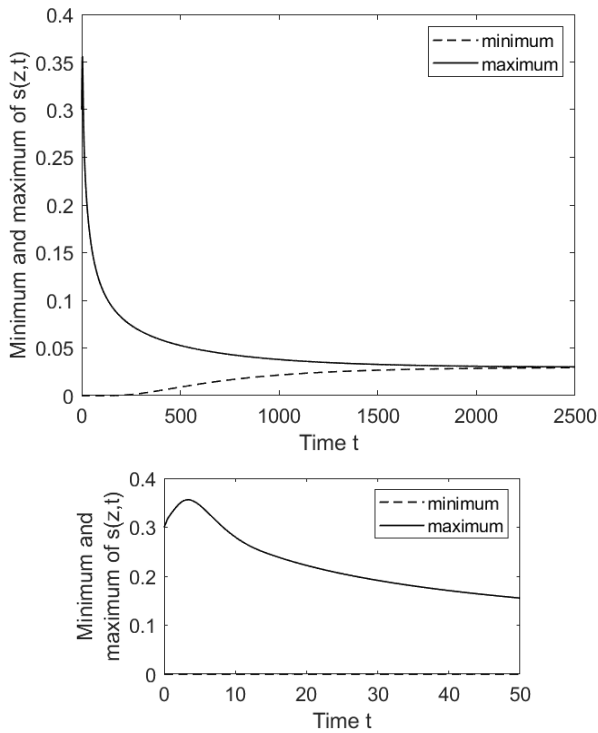 Minimum and maximum of s(z,t)
0.4
0.35
0.3
0.25
0.2
0.15
0.1
0.05
0
minimum
maximum
0
500
1000
1500
2000
2500
Time t
Minimum and
maximum of s(z,t)
0.4
0.3
0.2
0.1
0
minimum
maximum
0
10
20
30
40
50
Time t